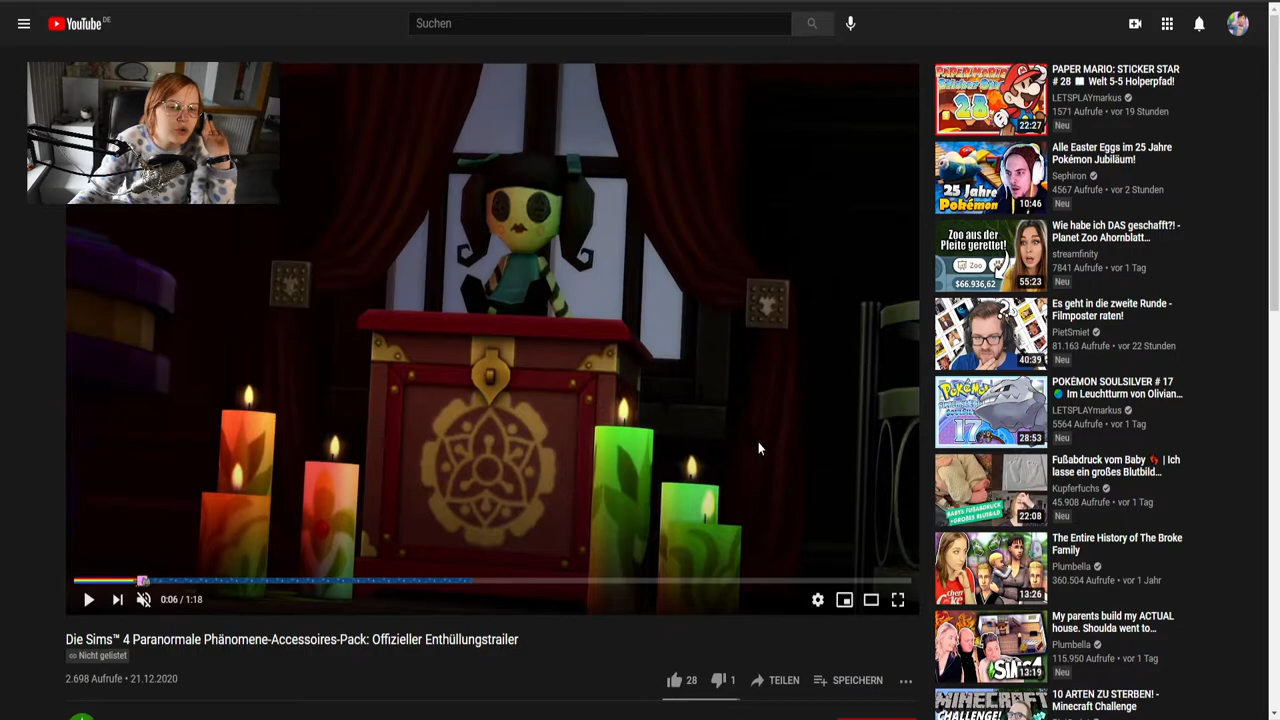 YouTube DE
Suchen
PAPER MARIO: STICKER STAR
# 28 Welt 5-5 Holperpfad!
LETSPLAYmarkus
1571 Aufrufe • vor 19 Stunden
Neu
28
22:27
Alle Easter Eggs im 25 Jahre
Pokémon Jubiläum!
Sephiron
4567 Aufrufe • vor 2 Stunden
Neu
25 Jahre
Pokémon
10:46
Wie habe ich DAS geschafft?! -
Planet Zoo Ahornblatt...
streamfinity
7841 Aufrufe • vor 1 Tag
Neu
Zoo aus der
Pleite gerettet!
Zoo
$66.936,62
55:23
Es geht in die zweite Runde -
Filmposter raten!
PietSmiet
81.163 Aufrufe • vor 22 Stunden
Neu
40:39
POKÉMON SOULSILVER # 17
Im Leuchtturm von Olivian...
LETSPLAYmarkus
5564 Aufrufe • vor 1 Tag
Neu
17
28:53
Fußabdruck vom Baby | Ich
lasse ein großes Blutbild...
Kupferfuchs
45.908 Aufrufe • vor 1 Tag
Neu
BABYS FUßABDRUCK
+GROßES BLUTBILD
22:08
The Entire History of The Broke
Family
Plumbella
360.504 Aufrufe • vor 1 Jahr
13:26
My parents build my ACTUAL
house. Shoulda went to...
Plumbella
115.950 Aufrufe • vor 1 Tag
Neu
13:19
10 ARTEN ZU STERBEN! -
Minecraft Challenge
MINECRAFT
CHALLENGE!
0:06 / 1:18
Die Sims™ 4 Paranormale Phänomene-Accessoires-Pack: Offizieller Enthüllungstrailer
Nicht gelistet
2.698 Aufrufe • 21.12.2020
28 1 TEILEN SPEICHERN